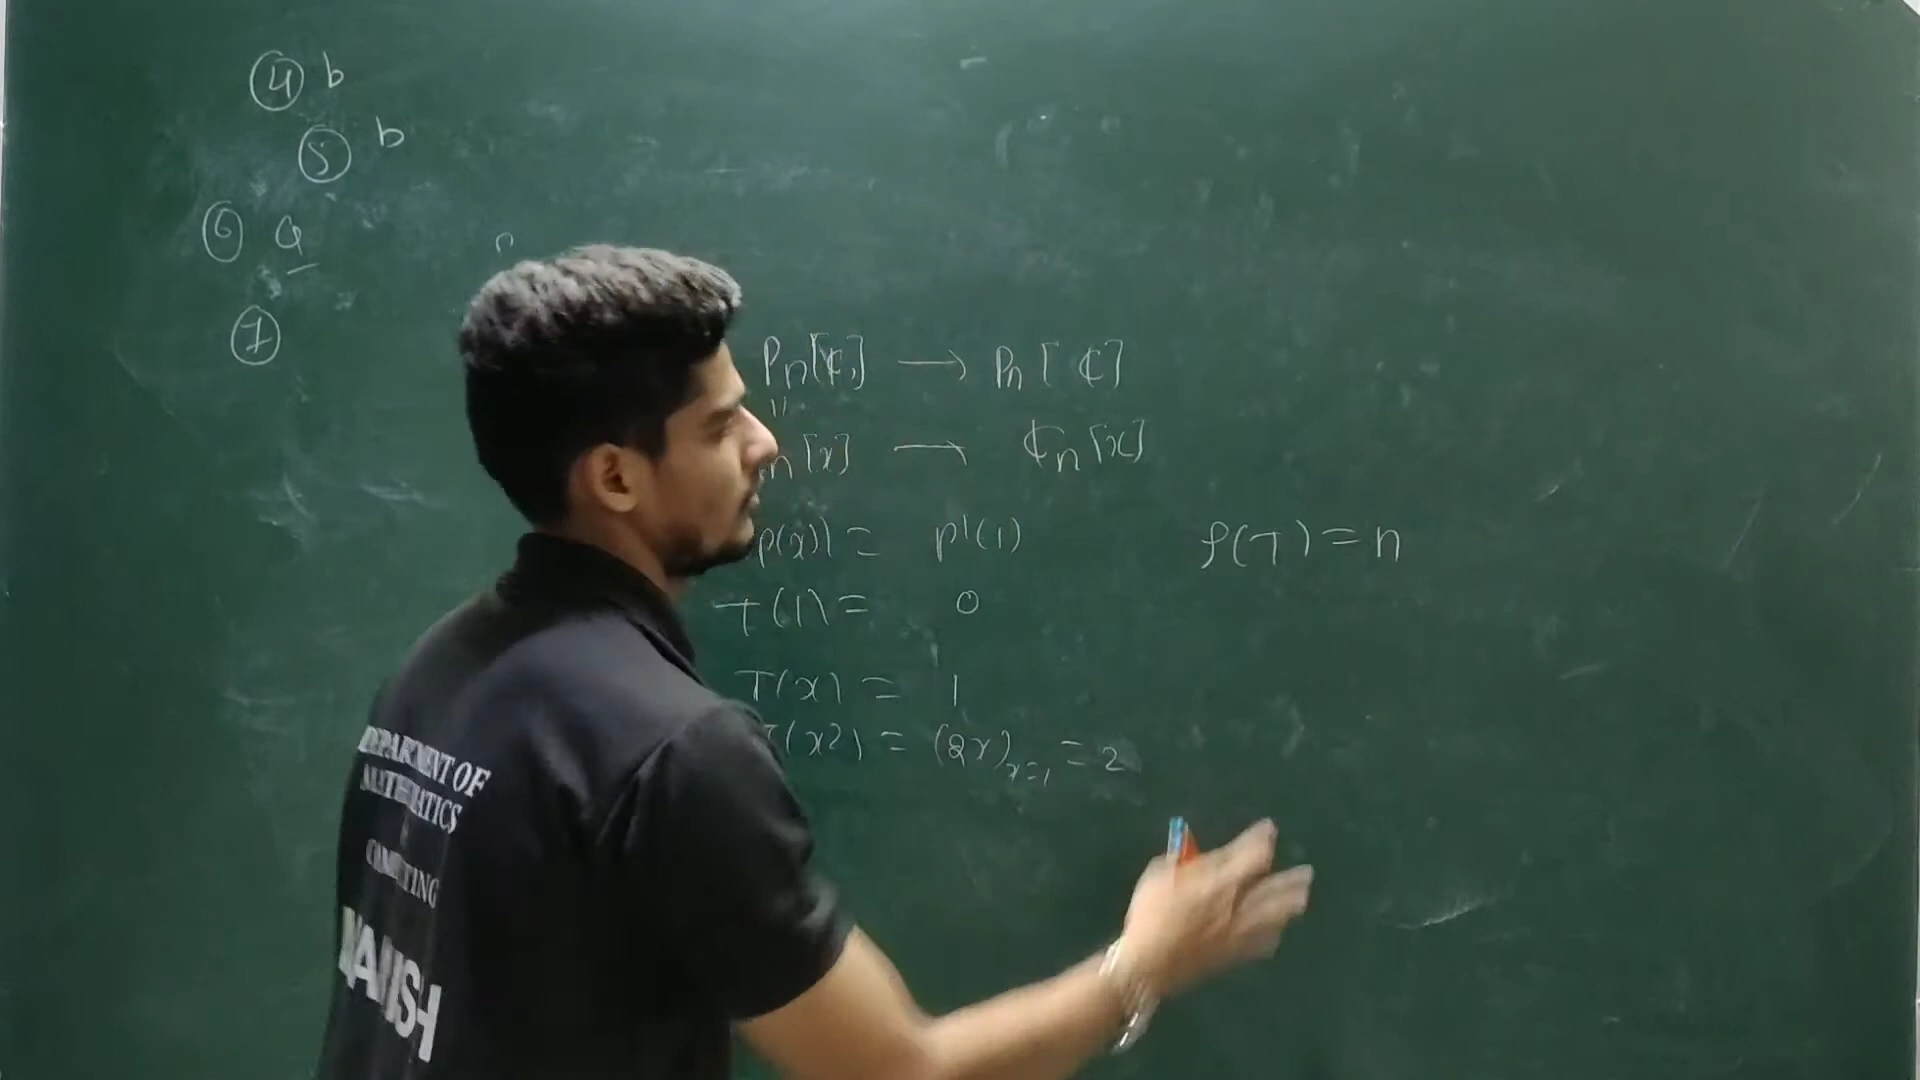 ④ b
⑤ b
⑥ a
⑦
Pn[ℂ] → Pn[ℂ]
n[x] → ℂn[x]
p(x)) = p'(1)
ρ(T) = n
T(1) = 0
T(x) = 1
T(x²) = (2x)ₓ₌₁ = 2
DEPARTMENT OF
MATHEMATICS
COMPUTING